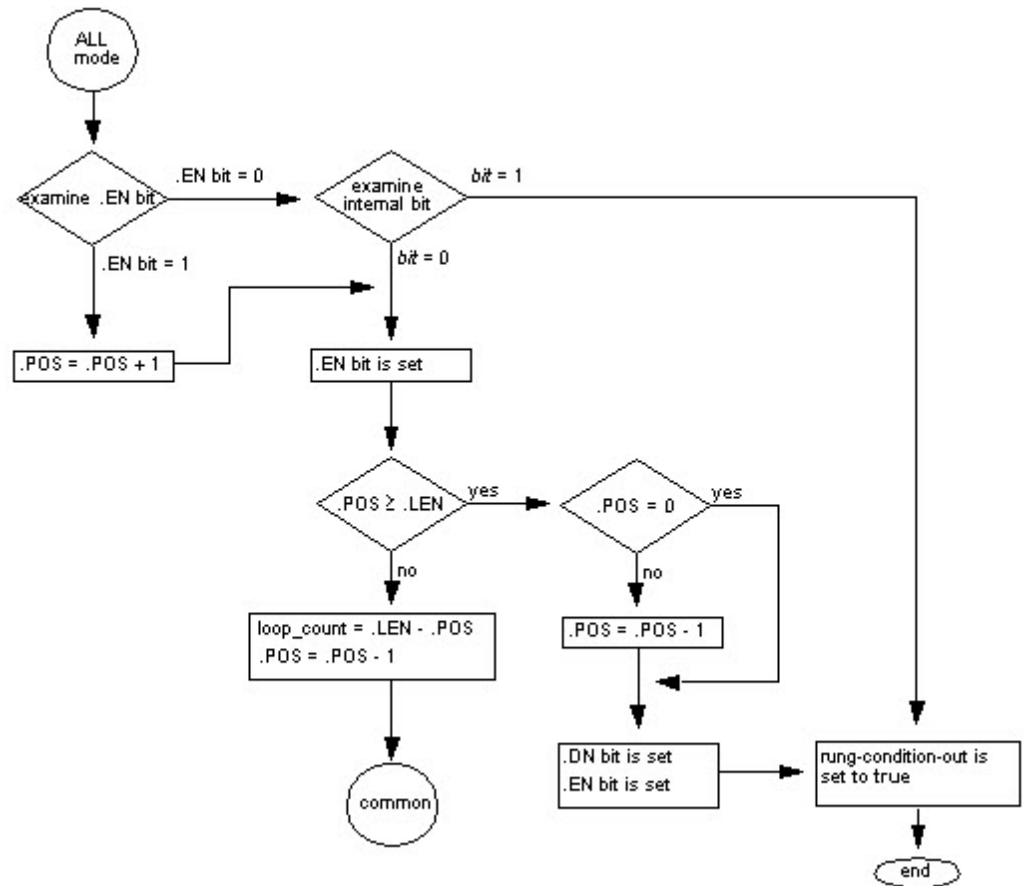 ALL
mode
examine .EN bit
.EN bit = 0
examine
internal bit
bit = 1
.EN bit = 1
bit = 0
.POS = .POS + 1
.EN bit is set
.POS ≥ .LEN
yes
.POS = 0
yes
no
no
loop_count = .LEN - .POS
.POS = .POS - 1
.POS = .POS - 1
.DN bit is set
.EN bit is set
rung-condition-out is
set to true
common
end